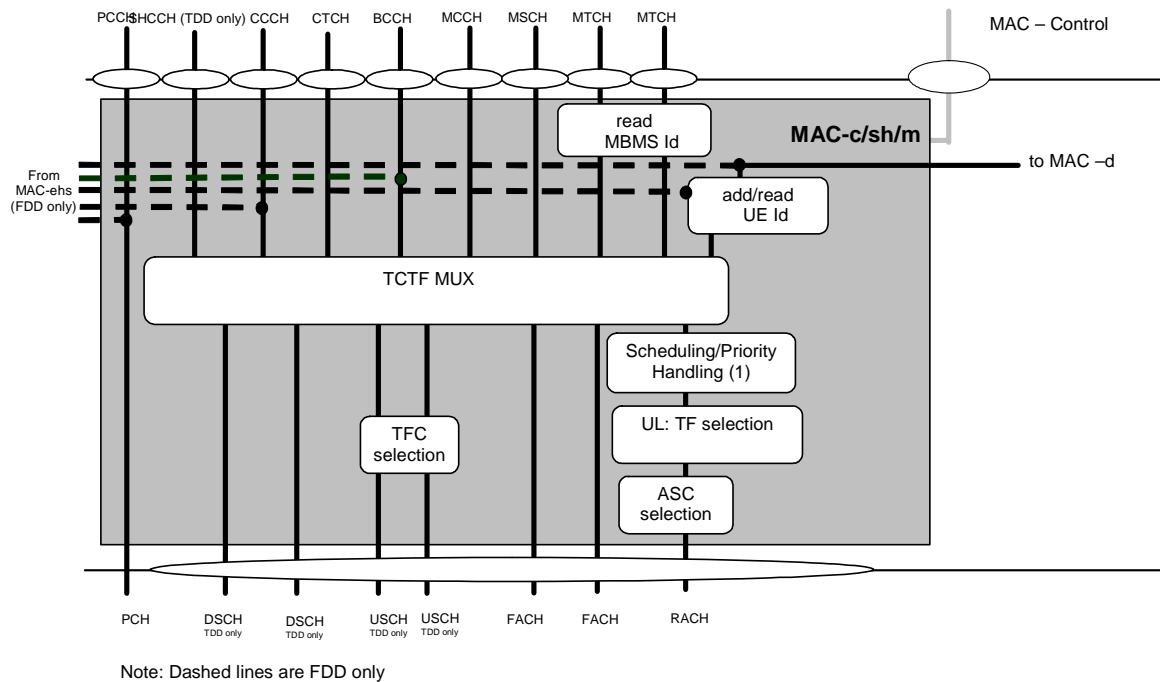 PCCH SHCCH (TDD only) CCCH CTCH BCCH MCCH MSCH MTCH MTCH
MAC – Control
read
MBMS Id
MAC-c/sh/m
to MAC –d
From
MAC-ehs
(FDD only)
add/read
UE Id
TCTF MUX
Scheduling/Priority
Handling (1)
UL: TF selection
TFC
selection
ASC
selection
PCH DSCH DSCH USCH USCH FACH FACH RACH
TDD only TDD only TDD only TDD only
Note: Dashed lines are FDD only